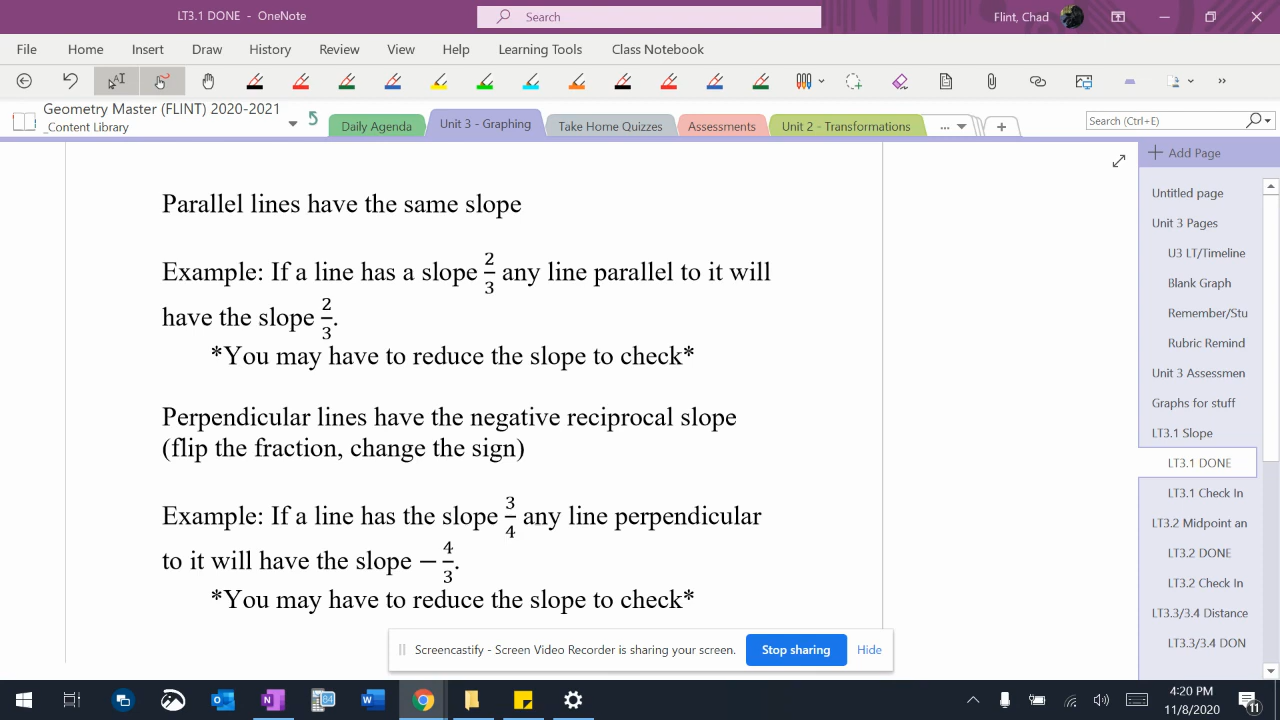 LT3.1 DONE - OneNote
Search
Flint, Chad
File Home Insert Draw History Review View Help Learning Tools Class Notebook
Geometry Master (FLINT) 2020-2021
_Content Library
Daily Agenda Unit 3 - Graphing Take Home Quizzes Assessments Unit 2 - Transformations ...
Search (Ctrl+E)
Add Page
Untitled page
Unit 3 Pages
U3 LT/Timeline
Blank Graph
Remember/Stu
Rubric Remind
Unit 3 Assessmen
Graphs for stuff
LT3.1 Slope
LT3.1 DONE
LT3.1 Check In
LT3.2 Midpoint an
LT3.2 DONE
LT3.2 Check In
LT3.3/3.4 Distance
LT3.3/3.4 DON
Parallel lines have the same slope
Example: If a line has a slope 2/3 any line parallel to it will
have the slope 2/3.
*You may have to reduce the slope to check*
Perpendicular lines have the negative reciprocal slope
(flip the fraction, change the sign)
Example: If a line has the slope 3/4 any line perpendicular
to it will have the slope −4/3.
*You may have to reduce the slope to check*
Screencastify - Screen Video Recorder is sharing your screen. Stop sharing Hide
84
4:20 PM
11/8/2020
11